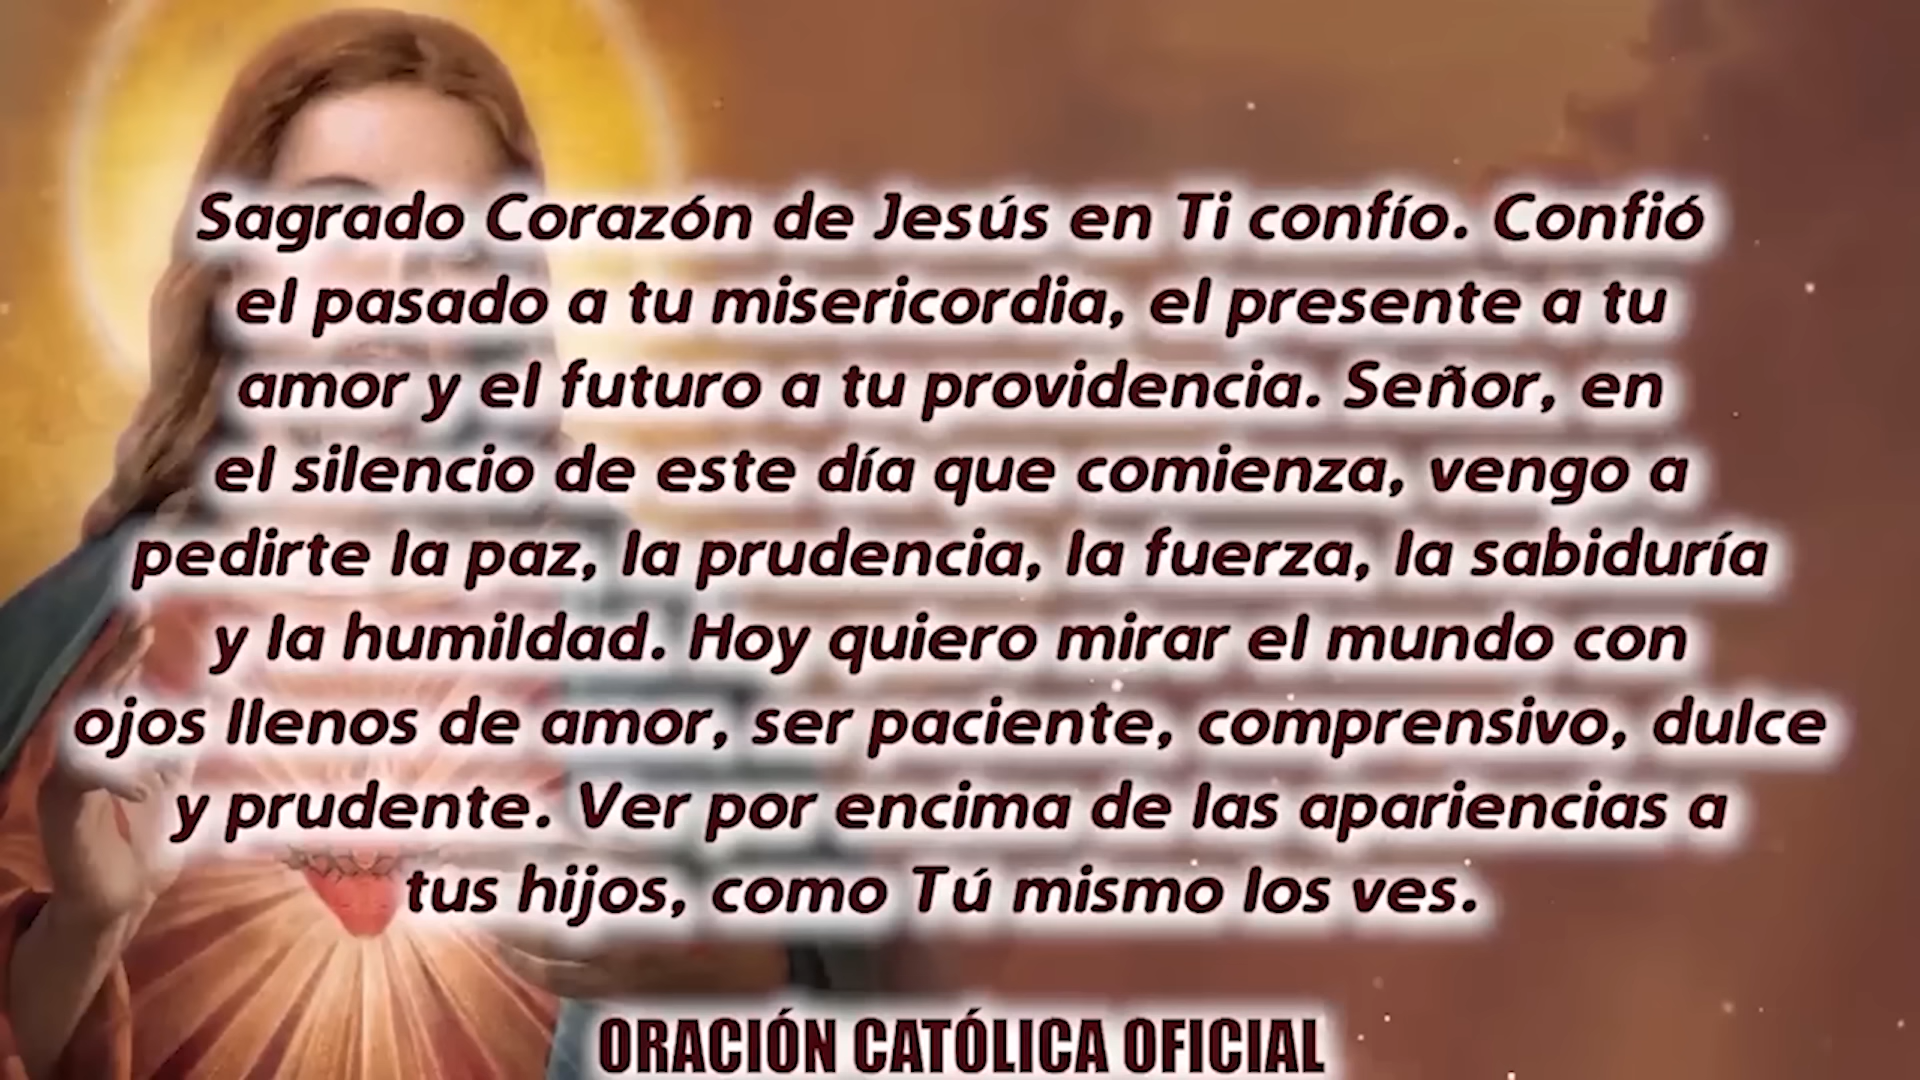 Sagrado Corazón de Jesús en Ti confío. Confió
el pasado a tu misericordia, el presente a tu
amor y el futuro a tu providencia. Señor, en
el silencio de este día que comienza, vengo a
pedirte la paz, la prudencia, la fuerza, la sabiduría
y la humildad. Hoy quiero mirar el mundo con
ojos llenos de amor, ser paciente, comprensivo, dulce
y prudente. Ver por encima de las apariencias a
tus hijos, como Tú mismo los ves.
ORACIÓN CATÓLICA OFICIAL